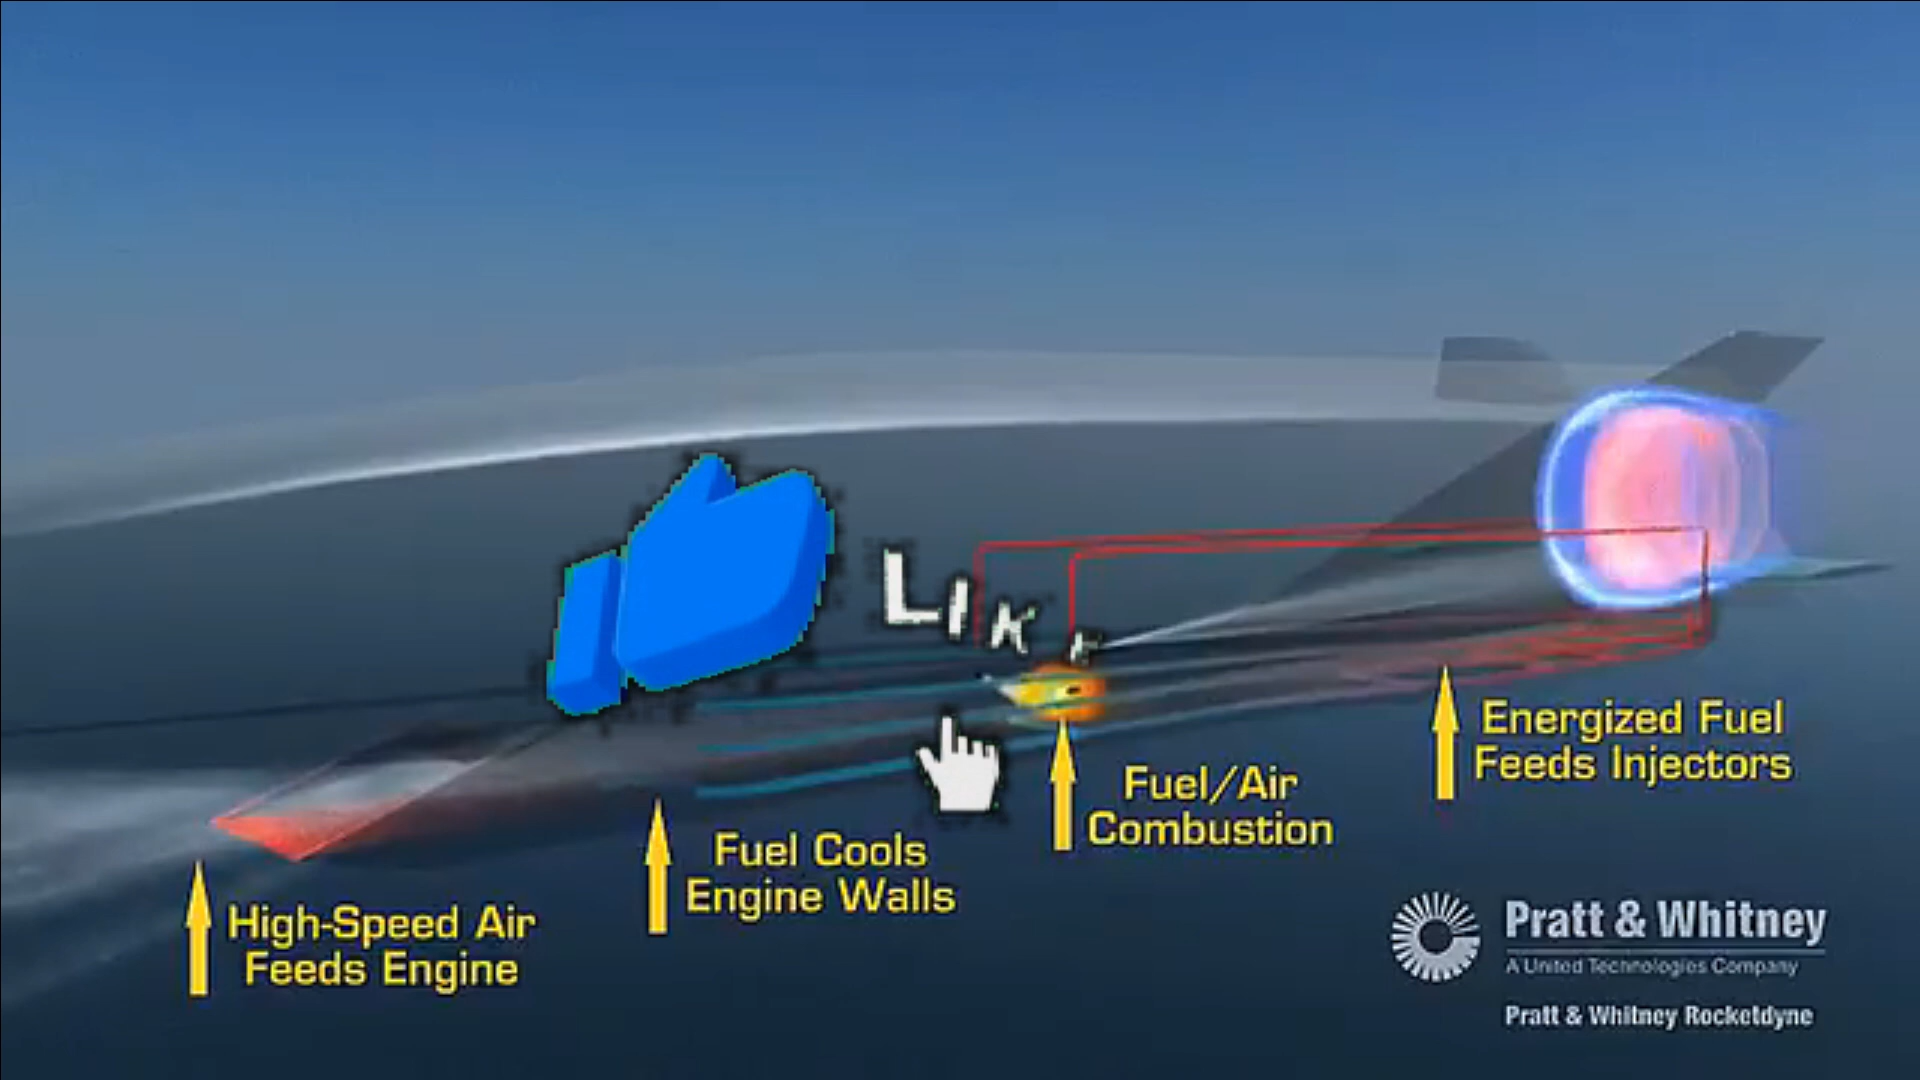 LIKE
Energized Fuel
Feeds Injectors
Fuel/Air
Combustion
Fuel Cools
Engine Walls
High-Speed Air
Feeds Engine
Pratt & Whitney
A United Technologies Company
Pratt & Whitney Rocketdyne